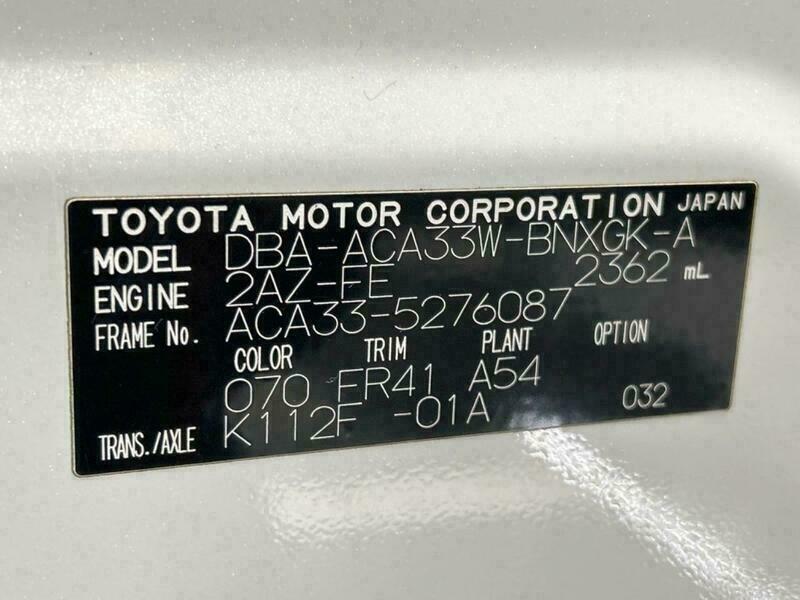 TOYOTA MOTOR CORPORATION JAPAN
MODEL DBA-ACA33W-BNXGK-A
ENGINE 2AZ-FE 2362 mL
FRAME No. ACA33-5276087
COLOR TRIM PLANT OPTION
070 FR41 A54
TRANS./AXLE K112F -01A 032